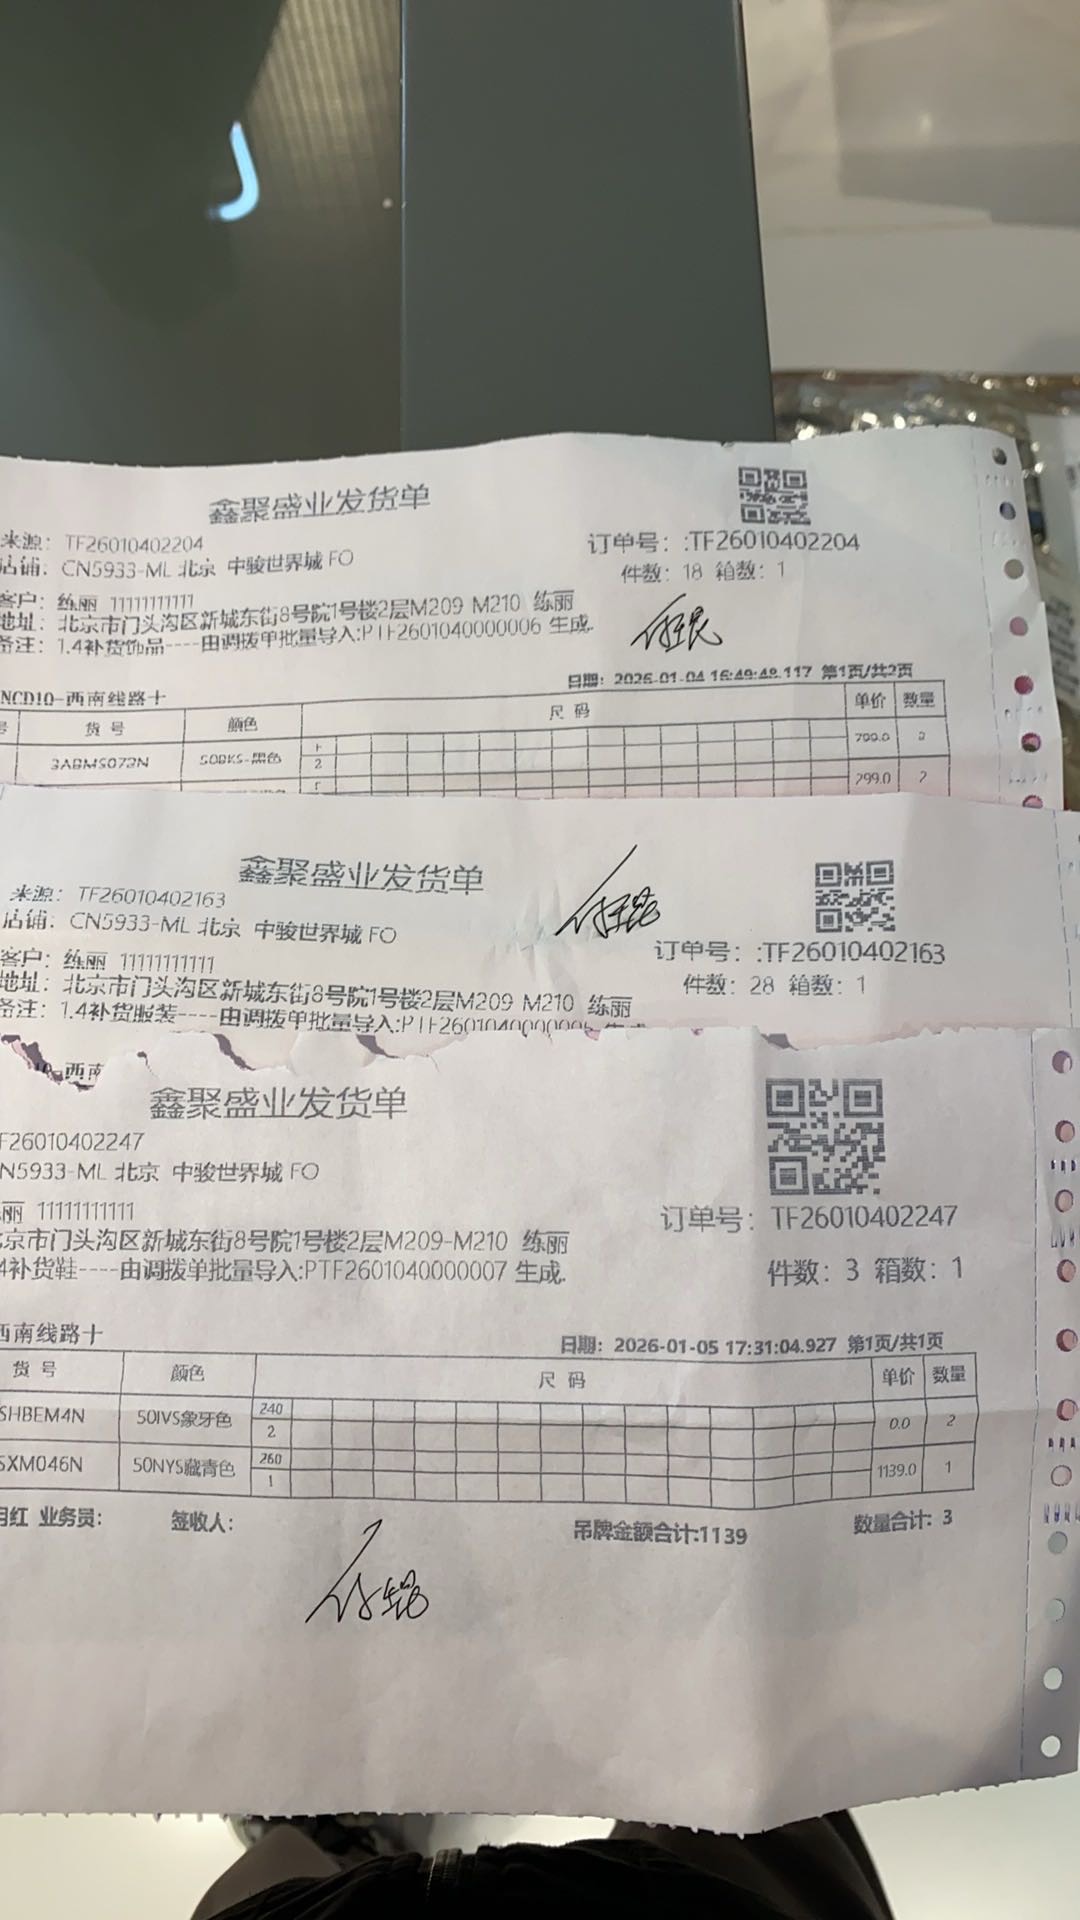 鑫聚盛业发货单
来源: TF26010402204
订单号: :TF26010402204
店铺: CN5933-ML 北京 中骏世界城 FO
件数: 18 箱数: 1
客户: 练丽 11111111111
地址: 北京市门头沟区新城东街8号院1号楼2层M209 M210 练丽
备注: 1.4补货饰品----由调拨单批量导入:PTF2601040000006 生成.
日期: 2026-01-04 16:49:48.117 第1页/共2页
NCD10-西南线路十
货 号 颜色 尺 码 单价 数量
3ABMS073N 50BKS-黑色 F 799.0 2
2
F 299.0 2
鑫聚盛业发货单
来源: TF26010402163
店铺: CN5933-ML 北京 中骏世界城 FO
订单号: :TF26010402163
客户: 练丽 11111111111
件数: 28 箱数: 1
地址: 北京市门头沟区新城东街8号院1号楼2层M209 M210 练丽
备注: 1.4补货服装----由调拨单批量导入
西南
鑫聚盛业发货单
F26010402247
N5933-ML 北京 中骏世界城 FO
丽 11111111111
订单号: TF26010402247
京市门头沟区新城东街8号院1号楼2层M209-M210 练丽
4补货鞋----由调拨单批量导入:PTF2601040000007 生成.
件数: 3 箱数: 1
西南线路十
日期: 2026-01-05 17:31:04.927 第1页/共1页
货 号 颜色 尺 码 单价 数量
SHBEM4N 50IVS象牙色 240 0.0 2
2
SXM046N 50NYS藏青色 260 1139.0 1
1
月红 业务员: 签收人: 吊牌金额合计:1139 数量合计: 3